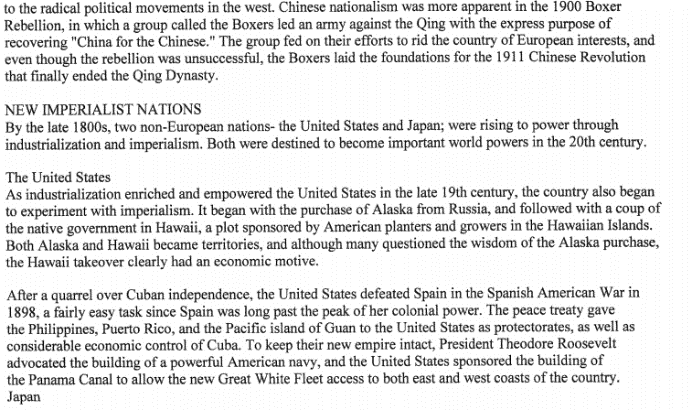 to the radical political movements in the west. Chinese nationalism was more apparent in the 1900 Boxer
Rebellion, in which a group called the Boxers led an army against the Qing with the express purpose of
recovering "China for the Chinese." The group fed on their efforts to rid the country of European interests, and
even though the rebellion was unsuccessful, the Boxers laid the foundations for the 1911 Chinese Revolution
that finally ended the Qing Dynasty.
NEW IMPERIALIST NATIONS
By the late 1800s, two non-European nations- the United States and Japan; were rising to power through
industrialization and imperialism. Both were destined to become important world powers in the 20th century.
The United States
As industrialization enriched and empowered the United States in the late 19th century, the country also began
to experiment with imperialism. It began with the purchase of Alaska from Russia, and followed with a coup of
the native government in Hawaii, a plot sponsored by American planters and growers in the Hawaiian Islands.
Both Alaska and Hawaii became territories, and although many questioned the wisdom of the Alaska purchase,
the Hawaii takeover clearly had an economic motive.
After a quarrel over Cuban independence, the United States defeated Spain in the Spanish American War in
1898, a fairly easy task since Spain was long past the peak of her colonial power. The peace treaty gave
the Philippines, Puerto Rico, and the Pacific island of Guan to the United States as protectorates, as well as
considerable economic control of Cuba. To keep their new empire intact, President Theodore Roosevelt
advocated the building of a powerful American navy, and the United States sponsored the building of
the Panama Canal to allow the new Great White Fleet access to both east and west coasts of the country.
Japan